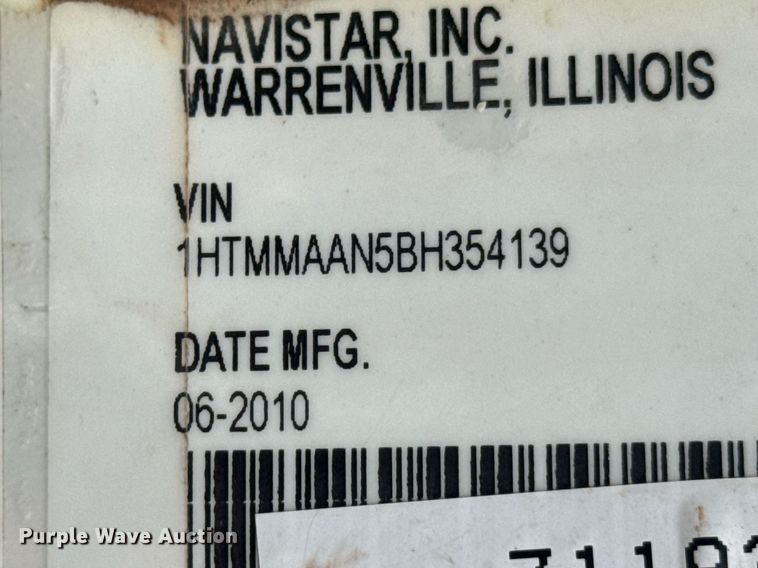 NAVISTAR, INC.
WARRENVILLE, ILLINOIS
VIN
1HTMMAAN5BH354139
DATE MFG.
06-2010
Purple Wave Auction